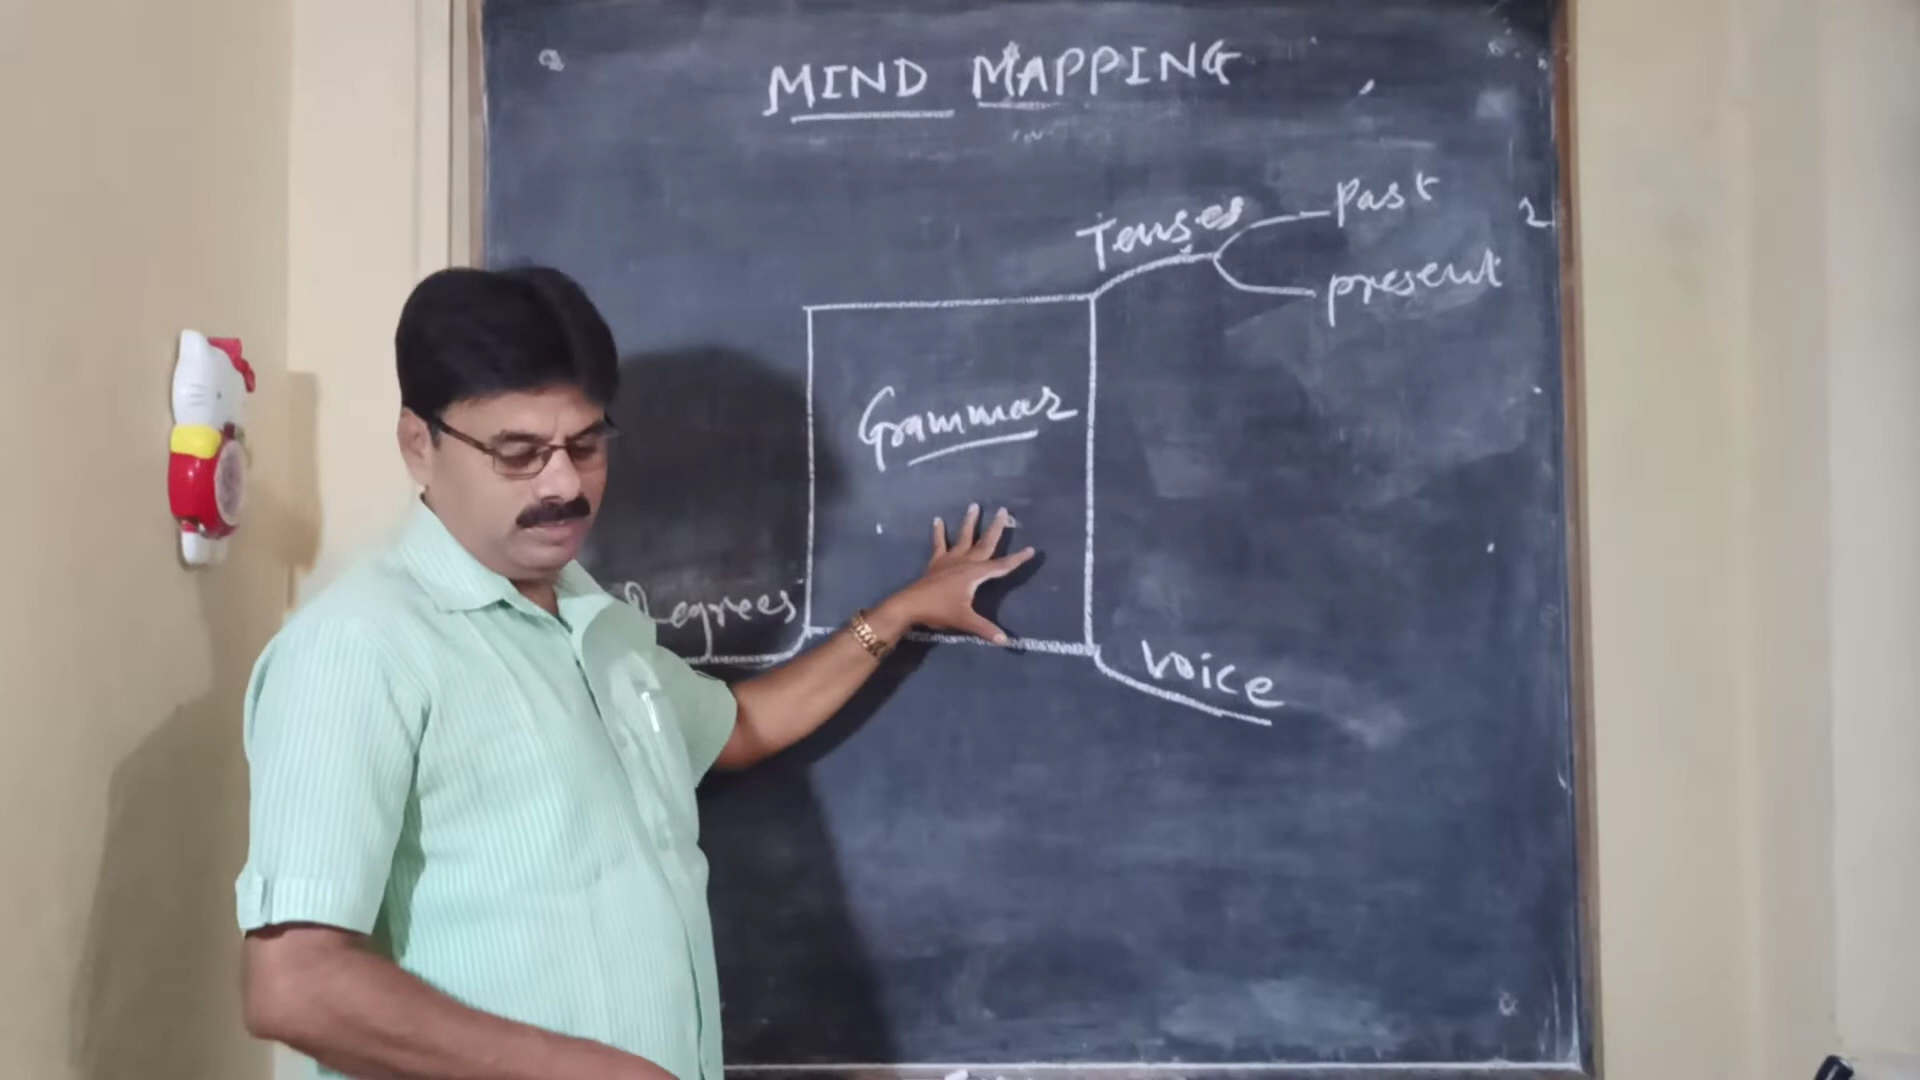 MIND MAPPING
Tenses
Past
present
Grammar
Degrees
Voice